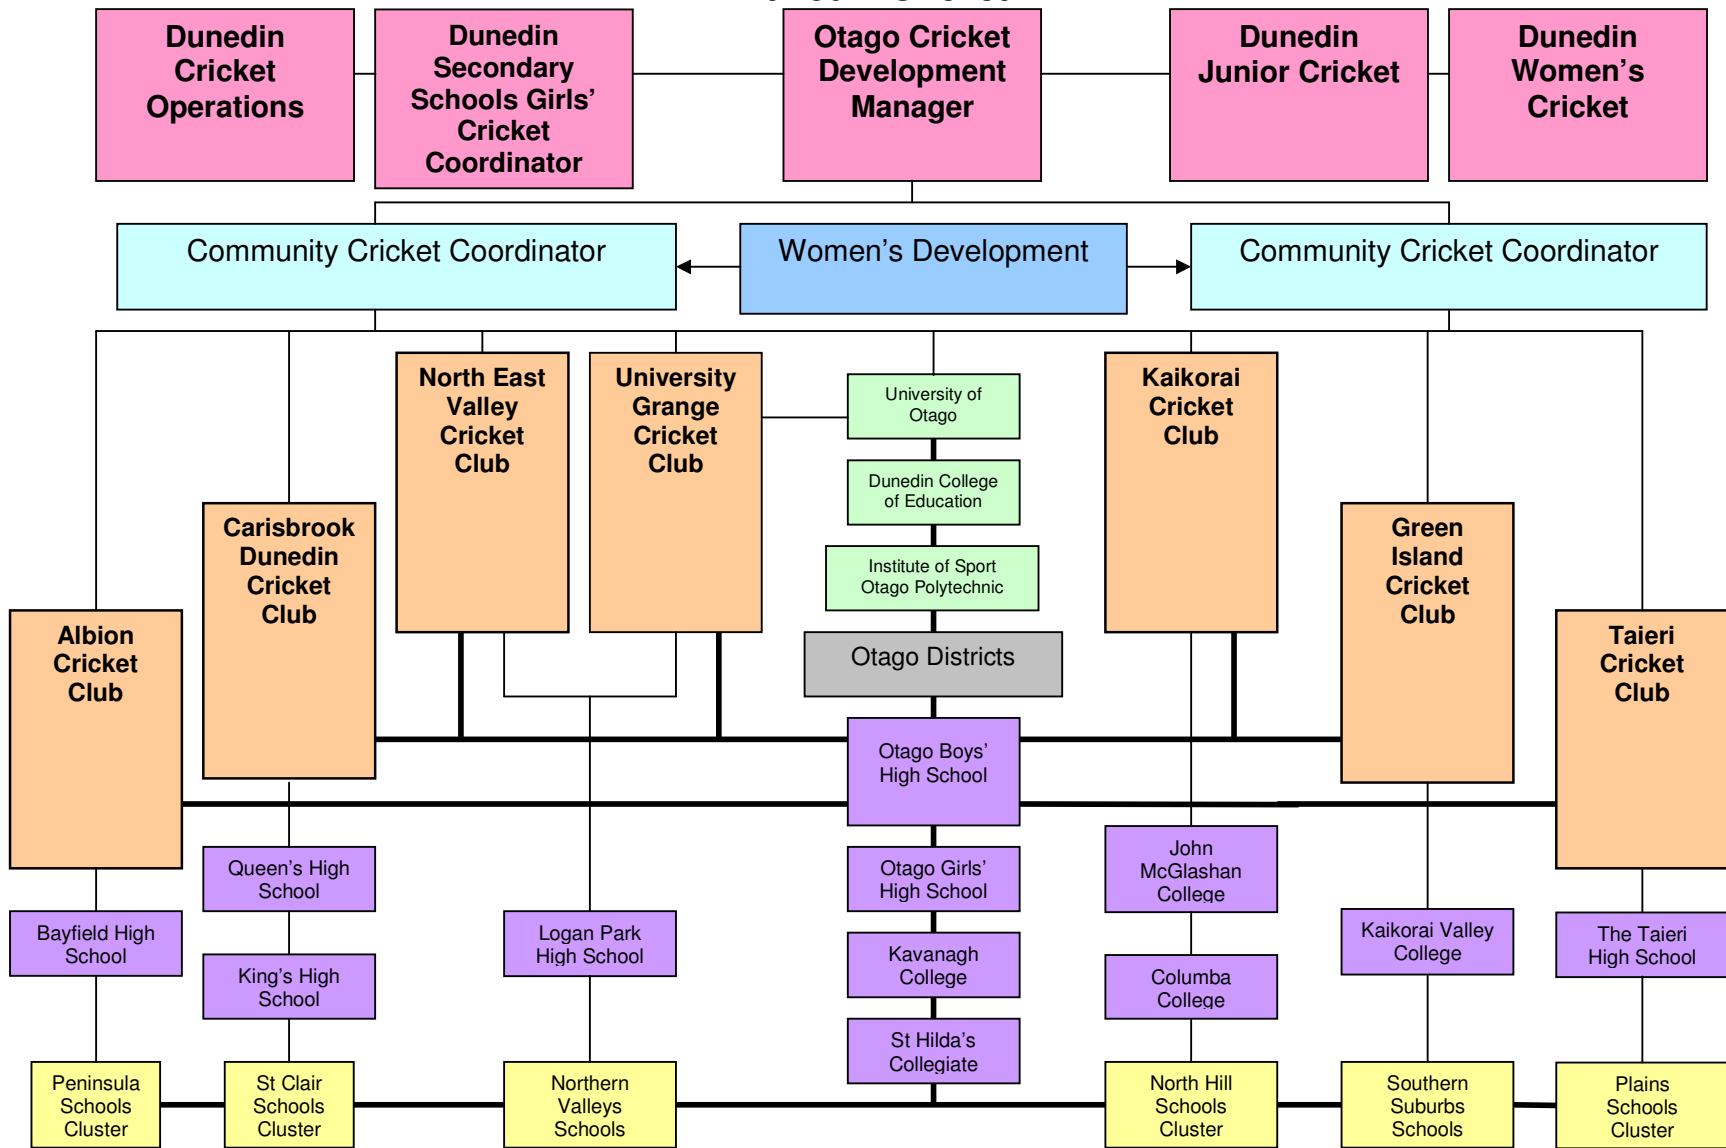 Dunedin
Cricket
Operations
Dunedin
Secondary
Schools Girls'
Cricket
Coordinator
Otago Cricket
Development
Manager
Dunedin
Junior Cricket
Dunedin
Women's
Cricket
Community Cricket Coordinator
Women's Development
Community Cricket Coordinator
North East
Valley
Cricket
Club
University
Grange
Cricket
Club
University of
Otago
Kaikorai
Cricket
Club
Dunedin College
of Education
Carisbrook
Dunedin
Cricket
Club
Green
Island
Cricket
Club
Institute of Sport
Otago Polytechnic
Albion
Cricket
Club
Otago Districts
Taieri
Cricket
Club
Otago Boys'
High School
Queen's High
School
Otago Girls'
High School
John
McGlashan
College
Bayfield High
School
Logan Park
High School
Kaikorai Valley
College
The Taieri
High School
King's High
School
Kavanagh
College
Columba
College
St Hilda's
Collegiate
Peninsula
Schools
Cluster
St Clair
Schools
Cluster
Northern
Valleys
Schools
North Hill
Schools
Cluster
Southern
Suburbs
Schools
Plains
Schools
Cluster